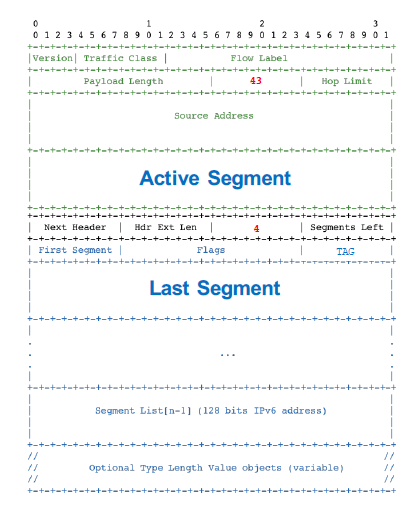 0 1 2 3
0 1 2 3 4 5 6 7 8 9 0 1 2 3 4 5 6 7 8 9 0 1 2 3 4 5 6 7 8 9 0 1
+-+-+-+-+-+-+-+-+-+-+-+-+-+-+-+-+-+-+-+-+-+-+-+-+-+-+-+-+-+-+-+-+
|Version| Traffic Class | Flow Label |
+-+-+-+-+-+-+-+-+-+-+-+-+-+-+-+-+-+-+-+-+-+-+-+-+-+-+-+-+-+-+-+-+
| Payload Length | 43 | Hop Limit |
+-+-+-+-+-+-+-+-+-+-+-+-+-+-+-+-+-+-+-+-+-+-+-+-+-+-+-+-+-+-+-+-+
| Source Address |
+-+-+-+-+-+-+-+-+-+-+-+-+-+-+-+-+-+-+-+-+-+-+-+-+-+-+-+-+-+-+-+-+
| Active Segment |
+-+-+-+-+-+-+-+-+-+-+-+-+-+-+-+-+-+-+-+-+-+-+-+-+-+-+-+-+-+-+-+-+
+-+-+-+-+-+-+-+-+-+-+-+-+-+-+-+-+-+-+-+-+-+-+-+-+-+-+-+-+-+-+-+-+
| Next Header | Hdr Ext Len | 4 | Segments Left |
+-+-+-+-+-+-+-+-+-+-+-+-+-+-+-+-+-+-+-+-+-+-+-+-+-+-+-+-+-+-+-+-+
| First Segment | Flags | TAG |
+-+-+-+-+-+-+-+-+-+-+-+-+-+-+-+-+-+-+-+-+-+-+-+-+-+-+-+-+-+-+-+-+
| Last Segment |
+-+-+-+-+-+-+-+-+-+-+-+-+-+-+-+-+-+-+-+-+-+-+-+-+-+-+-+-+-+-+-+-+
. ... .
+-+-+-+-+-+-+-+-+-+-+-+-+-+-+-+-+-+-+-+-+-+-+-+-+-+-+-+-+-+-+-+-+
| Segment List[n-1] (128 bits IPv6 address) |
+-+-+-+-+-+-+-+-+-+-+-+-+-+-+-+-+-+-+-+-+-+-+-+-+-+-+-+-+-+-+-+-+
// //
// Optional Type Length Value objects (variable) //
// //
+-+-+-+-+-+-+-+-+-+-+-+-+-+-+-+-+-+-+-+-+-+-+-+-+-+-+-+-+-+-+-+-+